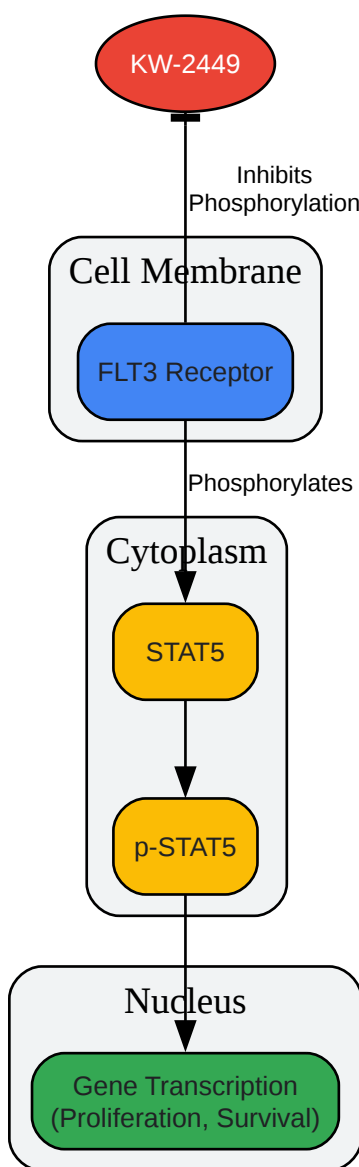 KW-2449
Inhibits
Phosphorylation
Cell Membrane
FLT3 Receptor
Phosphorylates
Cytoplasm
STAT5
p-STAT5
Nucleus
Gene Transcription
(Proliferation, Survival)